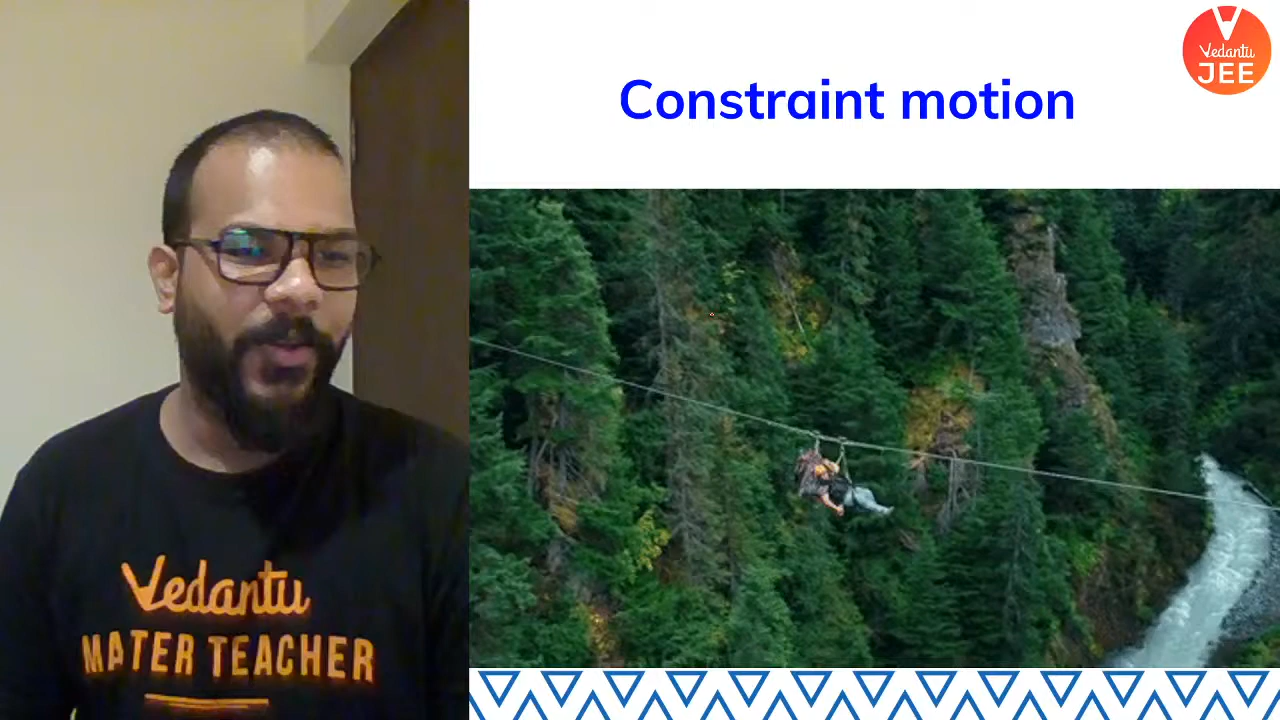 Constraint motion
Vedantu
JEE
Vedantu
MATER TEACHER